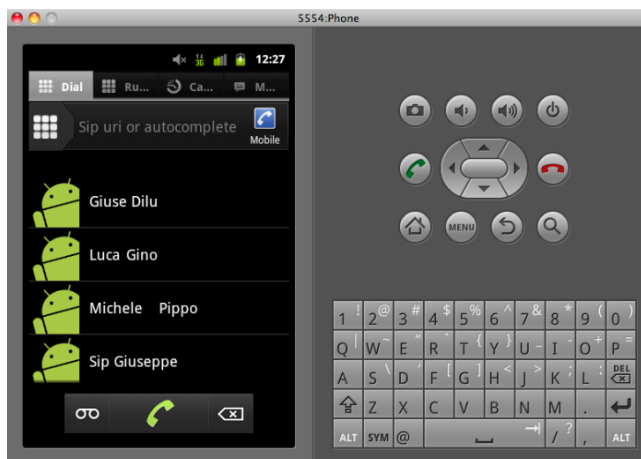 5554:Phone
3G 12:27
Dial Ru... Ca... M...
Sip uri or autocomplete Mobile
Giuse Dilu
Luca Gino
Michele Pippo
Sip Giuseppe
MENU
1 ! 2 @ 3 # 4 $ 5 % 6 ^ 7 & 8 * 9 ( 0 )
Q | W ~ E " R ` T { Y } U - I - O + P =
A S \ D ' F [ G ] H < J > K ; L : DEL
Z X C V B N M .
ALT SYM @ / ? , ALT